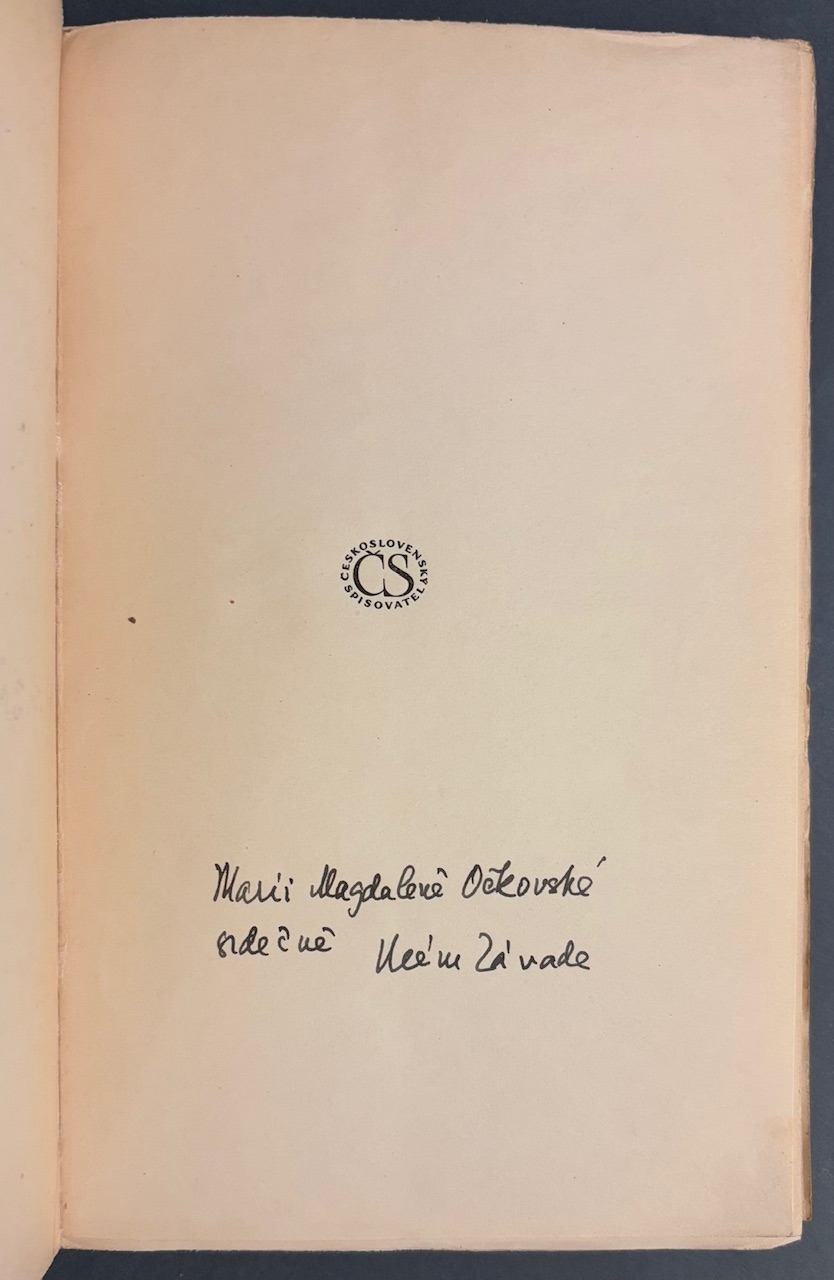 ČESKOSLOVENSKÝ SPISOVATEL
ČS
Marii Magdaleně Očkovské
srdečně Vilém Závada